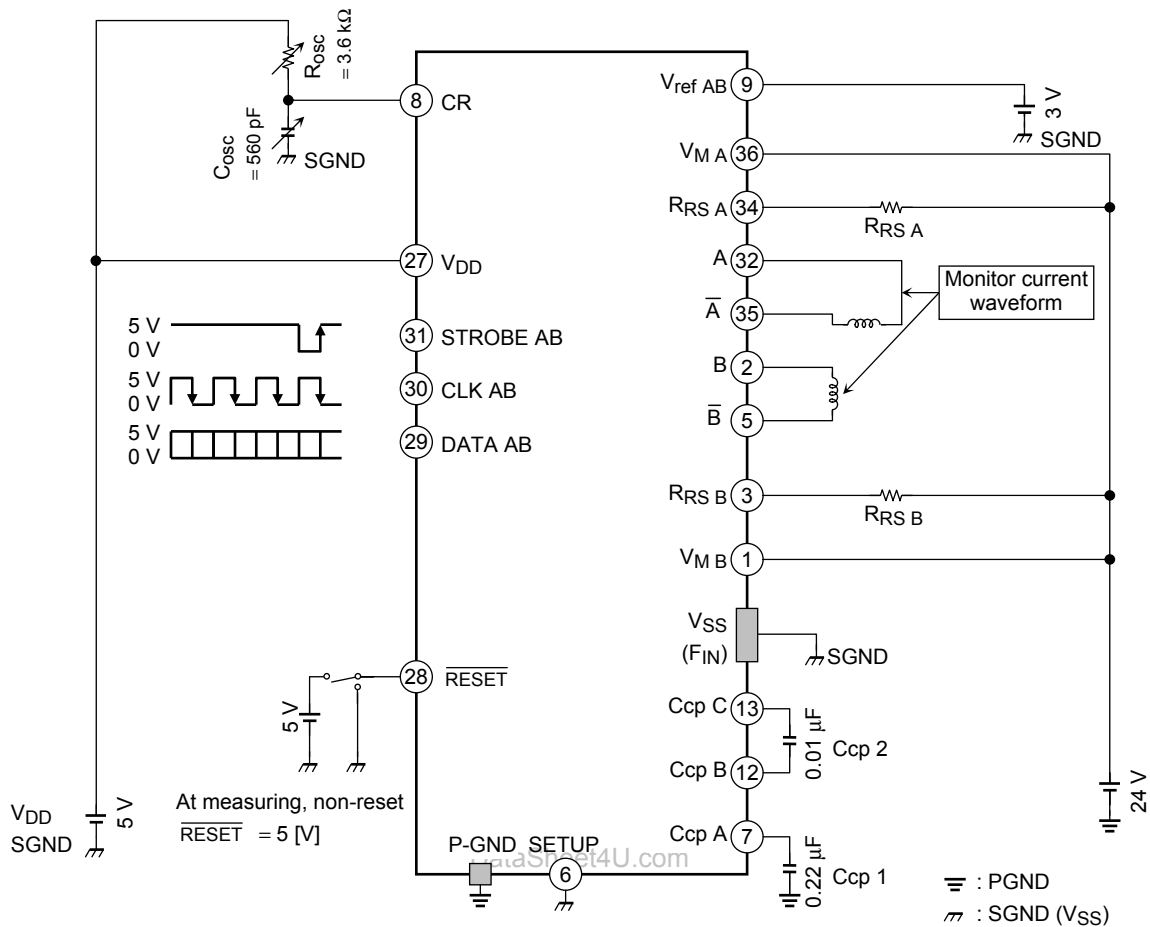 Rosc
= 3.6 kΩ
Cosc
= 560 pF
SGND
8 CR
27 VDD
5 V
0 V
31 STROBE AB
5 V
0 V
30 CLK AB
5 V
0 V
29 DATA AB
28 RESET
5 V
At measuring, non-reset
RESET = 5 [V]
VDD
SGND
5 V
P-GND SETUP
6
DataSheet4U.com
Vref AB 9
3 V
SGND
VM A 36
RRS A 34
RRS A
A 32
A 35
Monitor current
waveform
B 2
B 5
RRS B 3
RRS B
VM B 1
VSS
(FIN)
SGND
Ccp C 13
0.01 µF
Ccp 2
Ccp B 12
Ccp A 7
0.22 µF
Ccp 1
24 V
: PGND
: SGND (VSS)